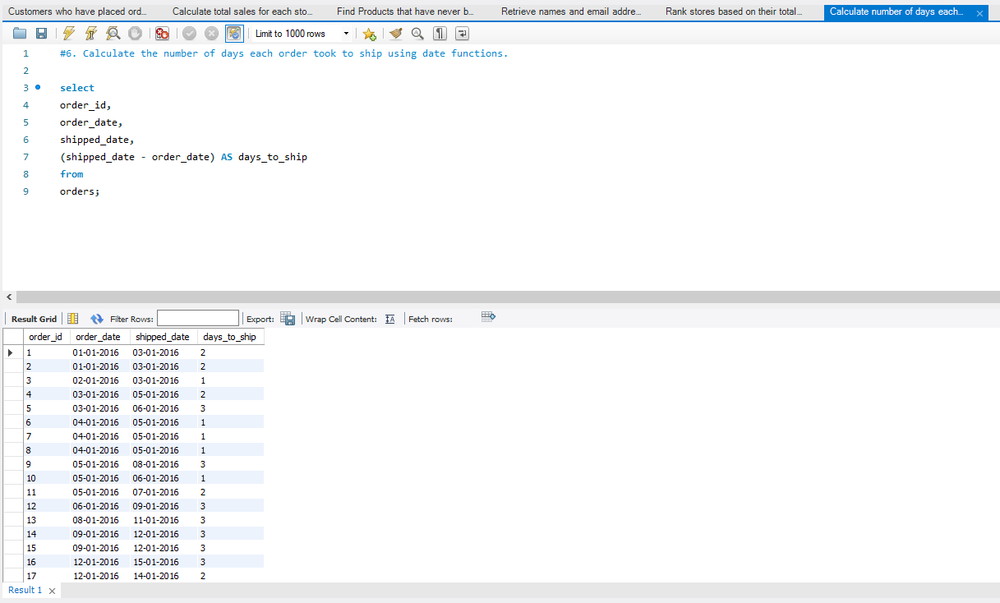 Customers who have placed ord... Calculate total sales for each sto... Find Products that have never b... Retrieve names and email addre... Rank stores based on their total... Calculate number of days each...
Limit to 1000 rows
1 #6. Calculate the number of days each order took to ship using date functions.
2
3 select
4 order_id,
5 order_date,
6 shipped_date,
7 (shipped_date - order_date) AS days_to_ship
8 from
9 orders;
Result Grid Filter Rows: Export: Wrap Cell Content: Fetch rows:
order_id order_date shipped_date days_to_ship
1 01-01-2016 03-01-2016 2
2 01-01-2016 03-01-2016 2
3 02-01-2016 03-01-2016 1
4 03-01-2016 05-01-2016 2
5 03-01-2016 06-01-2016 3
6 04-01-2016 05-01-2016 1
7 04-01-2016 05-01-2016 1
8 04-01-2016 05-01-2016 1
9 05-01-2016 08-01-2016 3
10 05-01-2016 06-01-2016 1
11 05-01-2016 07-01-2016 2
12 06-01-2016 09-01-2016 3
13 08-01-2016 11-01-2016 3
14 09-01-2016 12-01-2016 3
15 09-01-2016 12-01-2016 3
16 12-01-2016 15-01-2016 3
17 12-01-2016 14-01-2016 2
Result 1